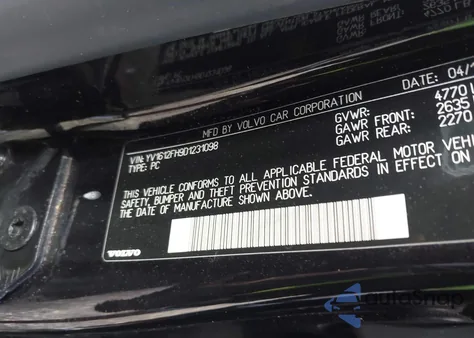 MFD BY VOLVO CAR CORPORATION
DATE: 04/
VIN: YV1612FH9D1231098
TYPE: PC
GVWR: 4770
GAWR FRONT: 2635
GAWR REAR: 2270
THIS VEHICLE CONFORMS TO ALL APPLICABLE FEDERAL MOTOR VEHIC
SAFETY, BUMPER AND THEFT PREVENTION STANDARDS IN EFFECT ON
THE DATE OF MANUFACTURE SHOWN ABOVE.
VOLVO
AutoSnap